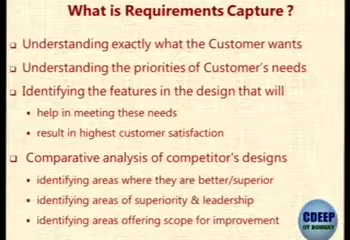 What is Requirements Capture ?
Understanding exactly what the Customer wants
Understanding the priorities of Customer's needs
Identifying the features in the design that will
help in meeting these needs
result in highest customer satisfaction
Comparative analysis of competitor's designs
identifying areas where they are better/superior
identifying areas of superiority & leadership
identifying areas offering scope for improvement
CDEEP
IIT BOMBAY